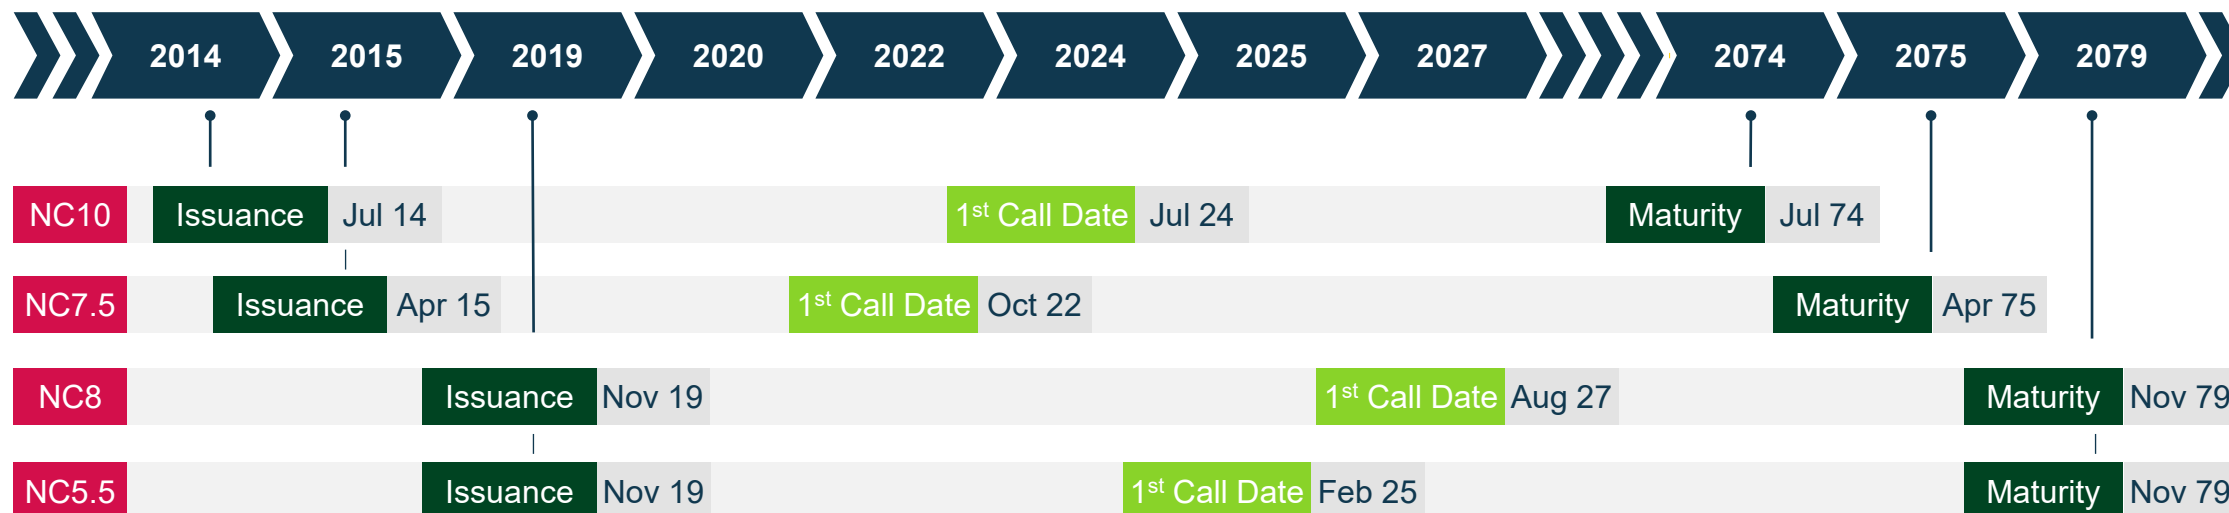 2014 2015 2019 2020 2022 2024 2025 2027 2074 2075 2079
NC10 Issuance Jul 14 1st Call Date Jul 24 Maturity Jul 74
NC7.5 Issuance Apr 15 1st Call Date Oct 22 Maturity Apr 75
NC8 Issuance Nov 19 1st Call Date Aug 27 Maturity Nov 79
NC5.5 Issuance Nov 19 1st Call Date Feb 25 Maturity Nov 79